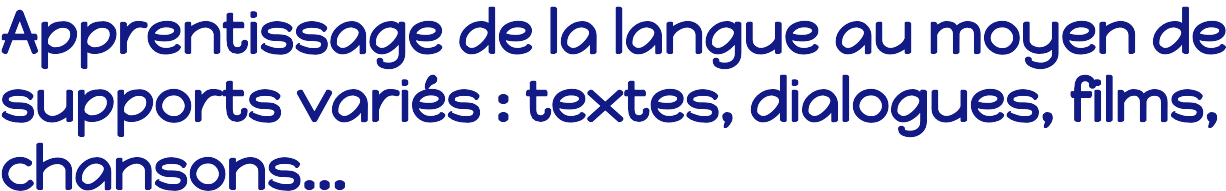 Apprentissage de la langue au moyen de
supports variés : textes, dialogues, films,
chansons...